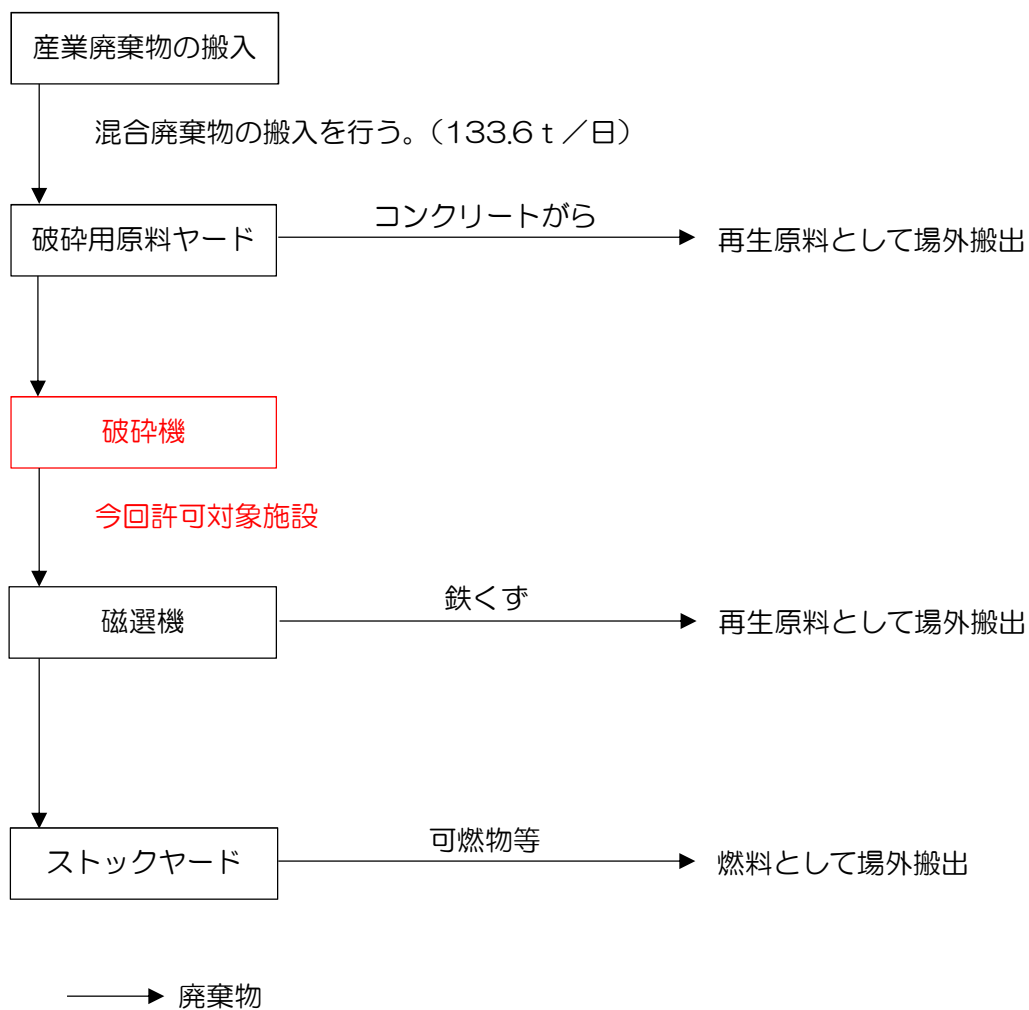 産業廃棄物の搬入
混合廃棄物の搬入を行う。(133.6t/日)
破砕用原料ヤード
コンクリートがら
再生原料として場外搬出
破砕機
今回許可対象施設
磁選機
鉄くず
再生原料として場外搬出
ストックヤード
可燃物等
燃料として場外搬出
廃棄物